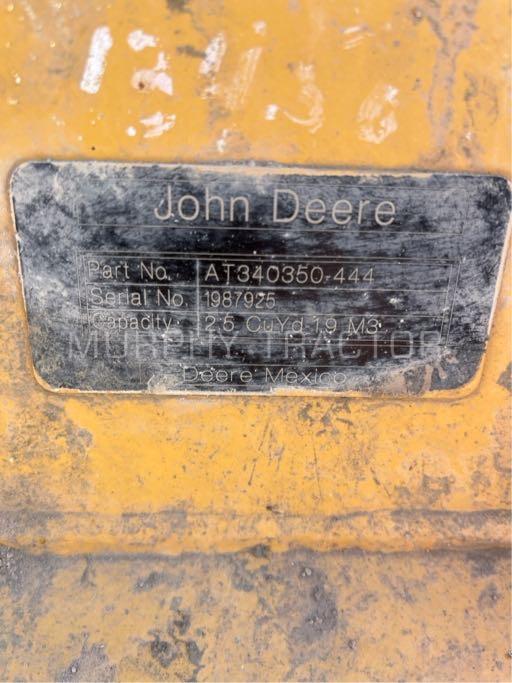 John Deere
Part No. AT340350-444
Serial No. 1987925
Capacity 2.5 CuYd 1.9 M3
MURPHY TRACTOR
Deere Mexico